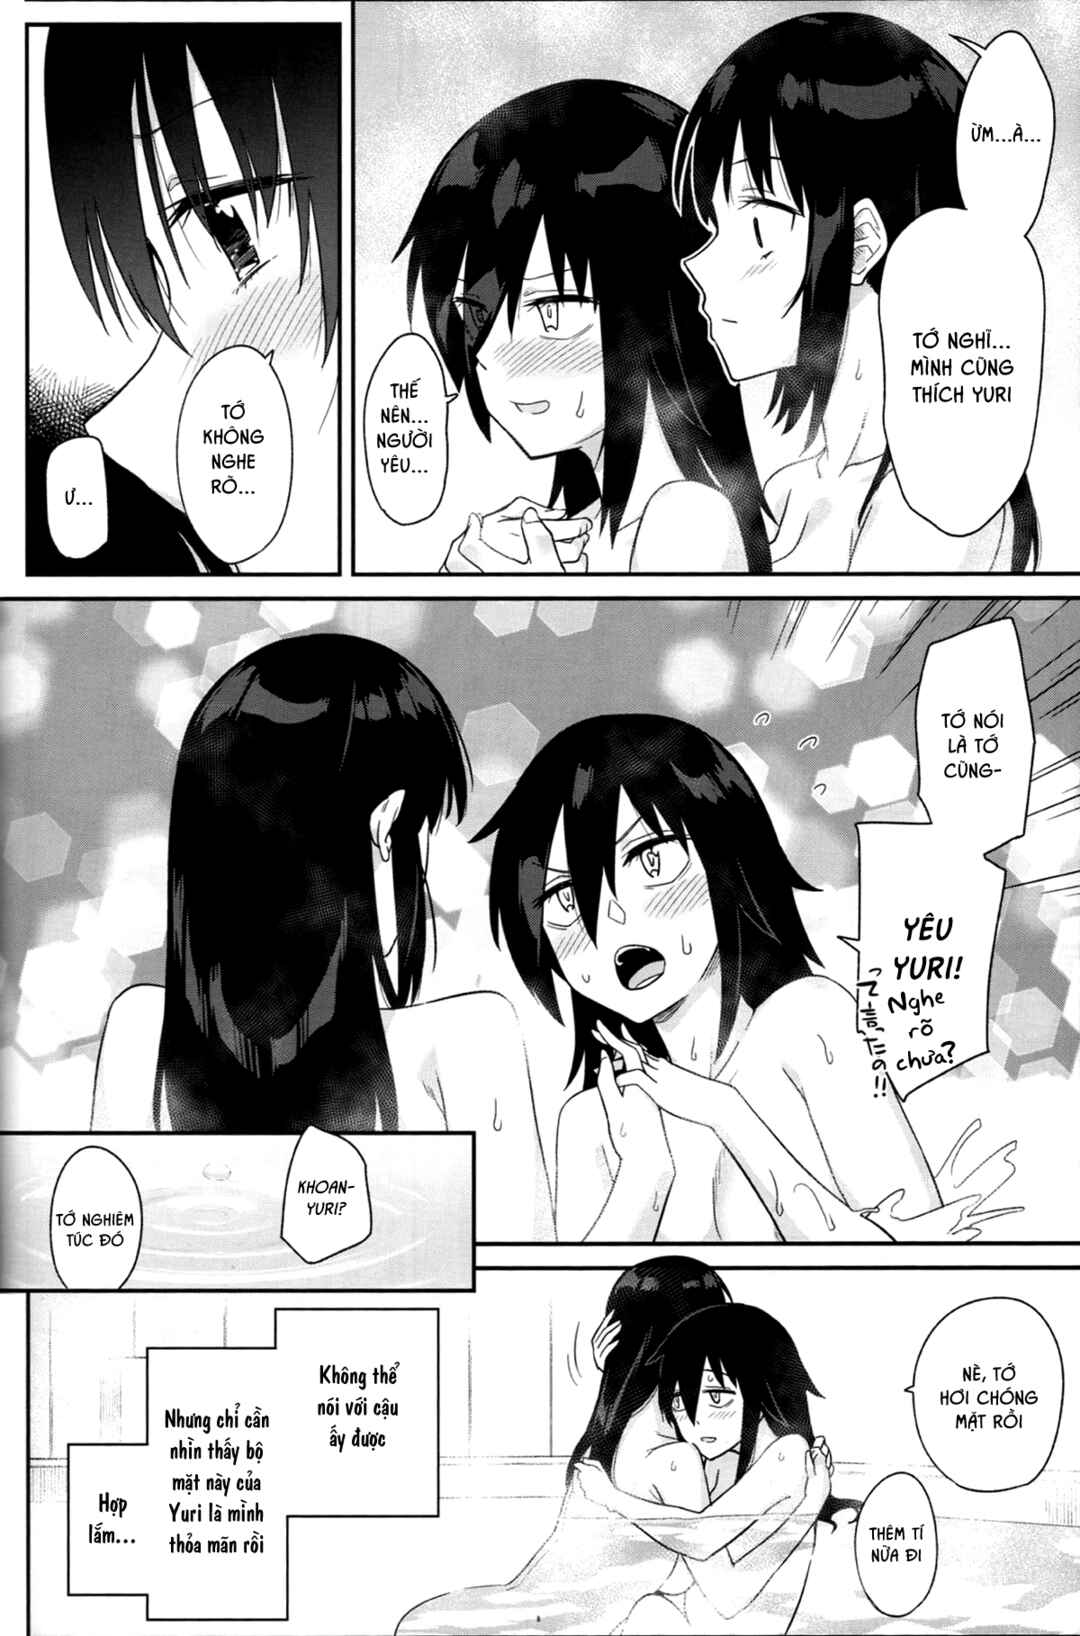 ỪM...À...
TỚ NGHĨ...
MÌNH CŨNG
THÍCH YURI
THẾ
NÊN...
NGƯỜI
YÊU...
TỚ
KHÔNG
NGHE
RÕ...
Ư...
TỚ NÓI
LÀ TỚ
CŨNG-
YÊU
YURI!
Nghe
rõ
chưa?
KHOAN-
YURI?
TỚ NGHIÊM
TÚC ĐÓ
NÈ, TỚ
HƠI CHÓNG
MẶT RỒI
THÊM TÍ
NỮA ĐI
Không thể
nói với cậu
ấy được
Nhưng chỉ cần
nhìn thấy bộ
mặt này của
Yuri là mình
thỏa mãn rồi
Hợp
lắm...